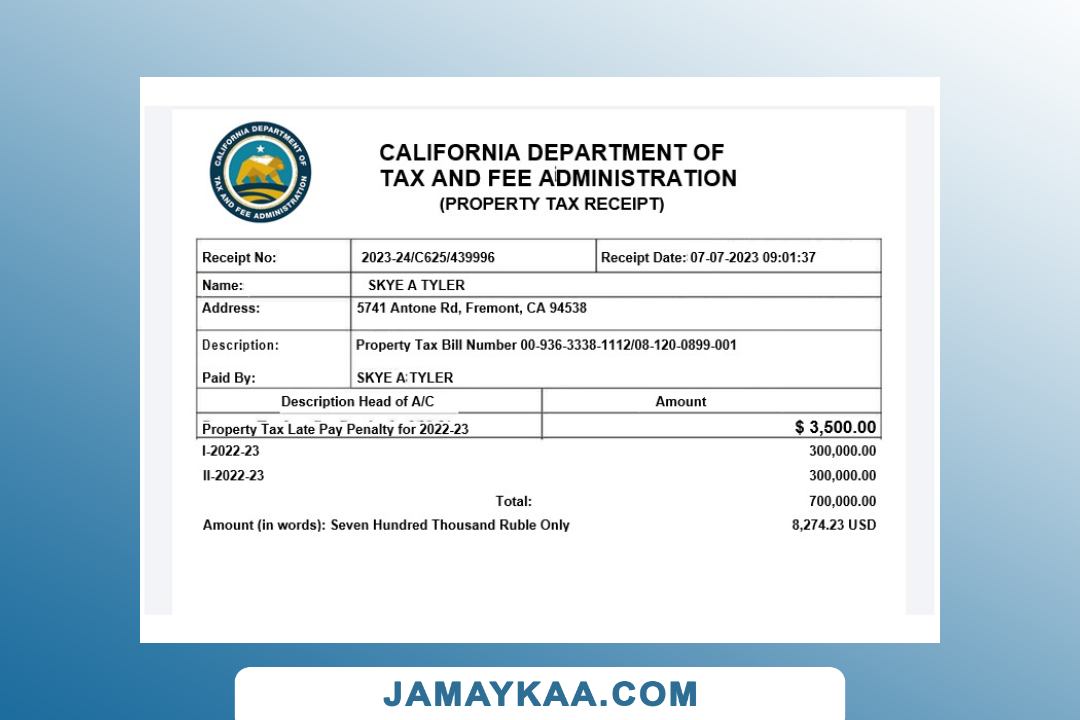 CALIFORNIA DEPARTMENT OF
TAX AND FEE ADMINISTRATION
CALIFORNIA DEPARTMENT OF
TAX AND FEE ADMINISTRATION
(PROPERTY TAX RECEIPT)
Receipt No: 2023-24/C625/439996 Receipt Date: 07-07-2023 09:01:37
Name: SKYE A TYLER
Address: 5741 Antone Rd, Fremont, CA 94538
Description: Property Tax Bill Number 00-936-3338-1112/08-120-0899-001
Paid By: SKYE A TYLER
Description Head of A/C Amount
Property Tax Late Pay Penalty for 2022-23 $ 3,500.00
I-2022-23 300,000.00
II-2022-23 300,000.00
Total: 700,000.00
Amount (in words): Seven Hundred Thousand Ruble Only 8,274.23 USD
JAMAYKAA.COM